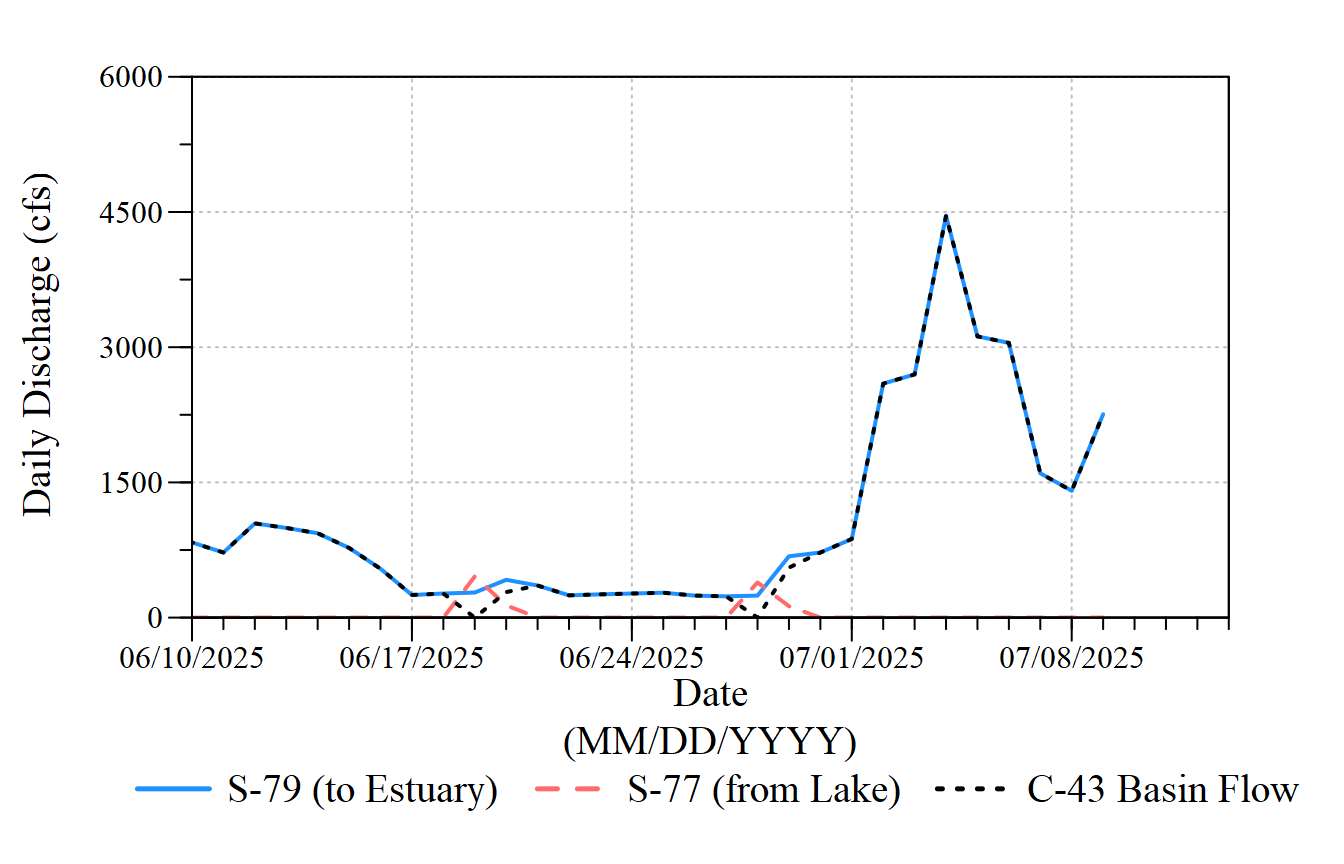 6000
4500
3000
1500
0
Daily Discharge (cfs)
06/10/2025 06/17/2025 06/24/2025 07/01/2025 07/08/2025
Date
(MM/DD/YYYY)
S-79 (to Estuary) S-77 (from Lake) C-43 Basin Flow